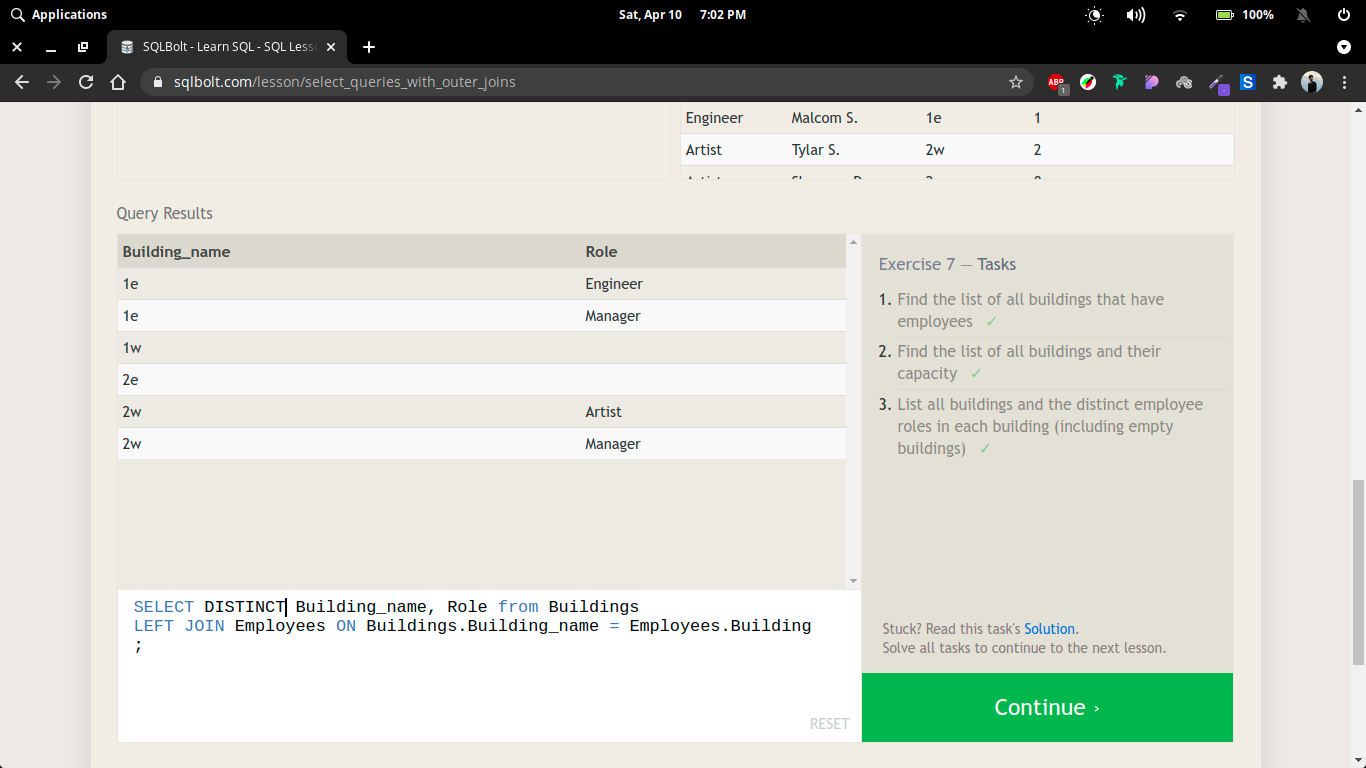 Applications
Sat, Apr 10 7:02 PM
100%
SQLBolt - Learn SQL - SQL Less
sqlbolt.com/lesson/select_queries_with_outer_joins
ABP
1
S
Engineer Malcom S. 1e 1
Artist Tylar S. 2w 2
Query Results
Building_name Role
1e Engineer
1e Manager
1w
2e
2w Artist
2w Manager
Exercise 7 — Tasks
1. Find the list of all buildings that have
employees ✓
2. Find the list of all buildings and their
capacity ✓
3. List all buildings and the distinct employee
roles in each building (including empty
buildings) ✓
SELECT DISTINCT Building_name, Role from Buildings
LEFT JOIN Employees ON Buildings.Building_name = Employees.Building
;
RESET
Stuck? Read this task's Solution.
Solve all tasks to continue to the next lesson.
Continue ›